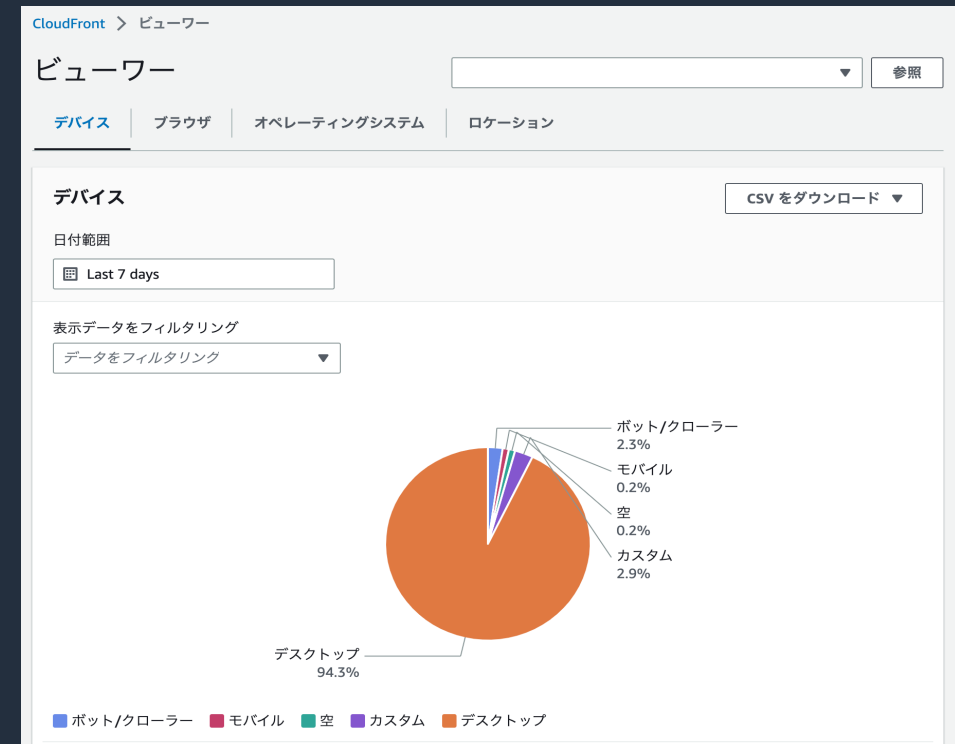 CloudFront > ビューワー
ビューワー
参照
デバイス ブラウザ オペレーティングシステム ロケーション
デバイス
CSV をダウンロード
日付範囲
Last 7 days
表示データをフィルタリング
データをフィルタリング
ボット/クローラー
2.3%
モバイル
0.2%
空
0.2%
カスタム
2.9%
デスクトップ
94.3%
ボット/クローラー モバイル 空 カスタム デスクトップ